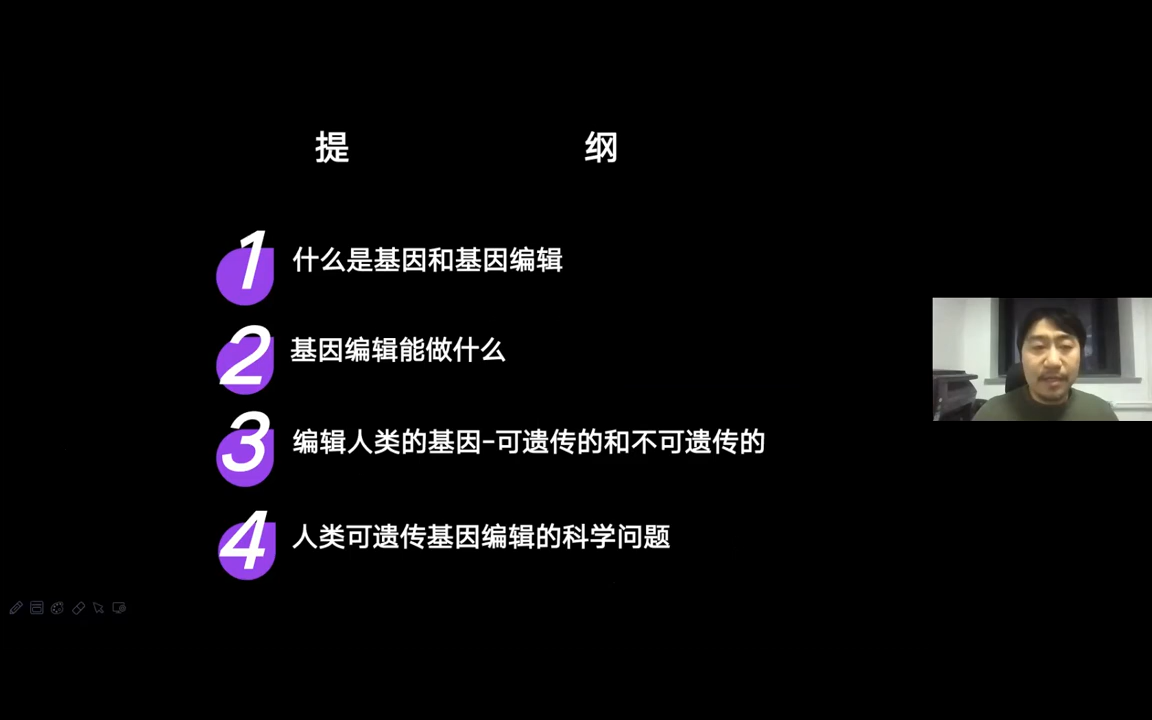 提 纲
1 什么是基因和基因编辑
2 基因编辑能做什么
3 编辑人类的基因-可遗传的和不可遗传的
4 人类可遗传基因编辑的科学问题